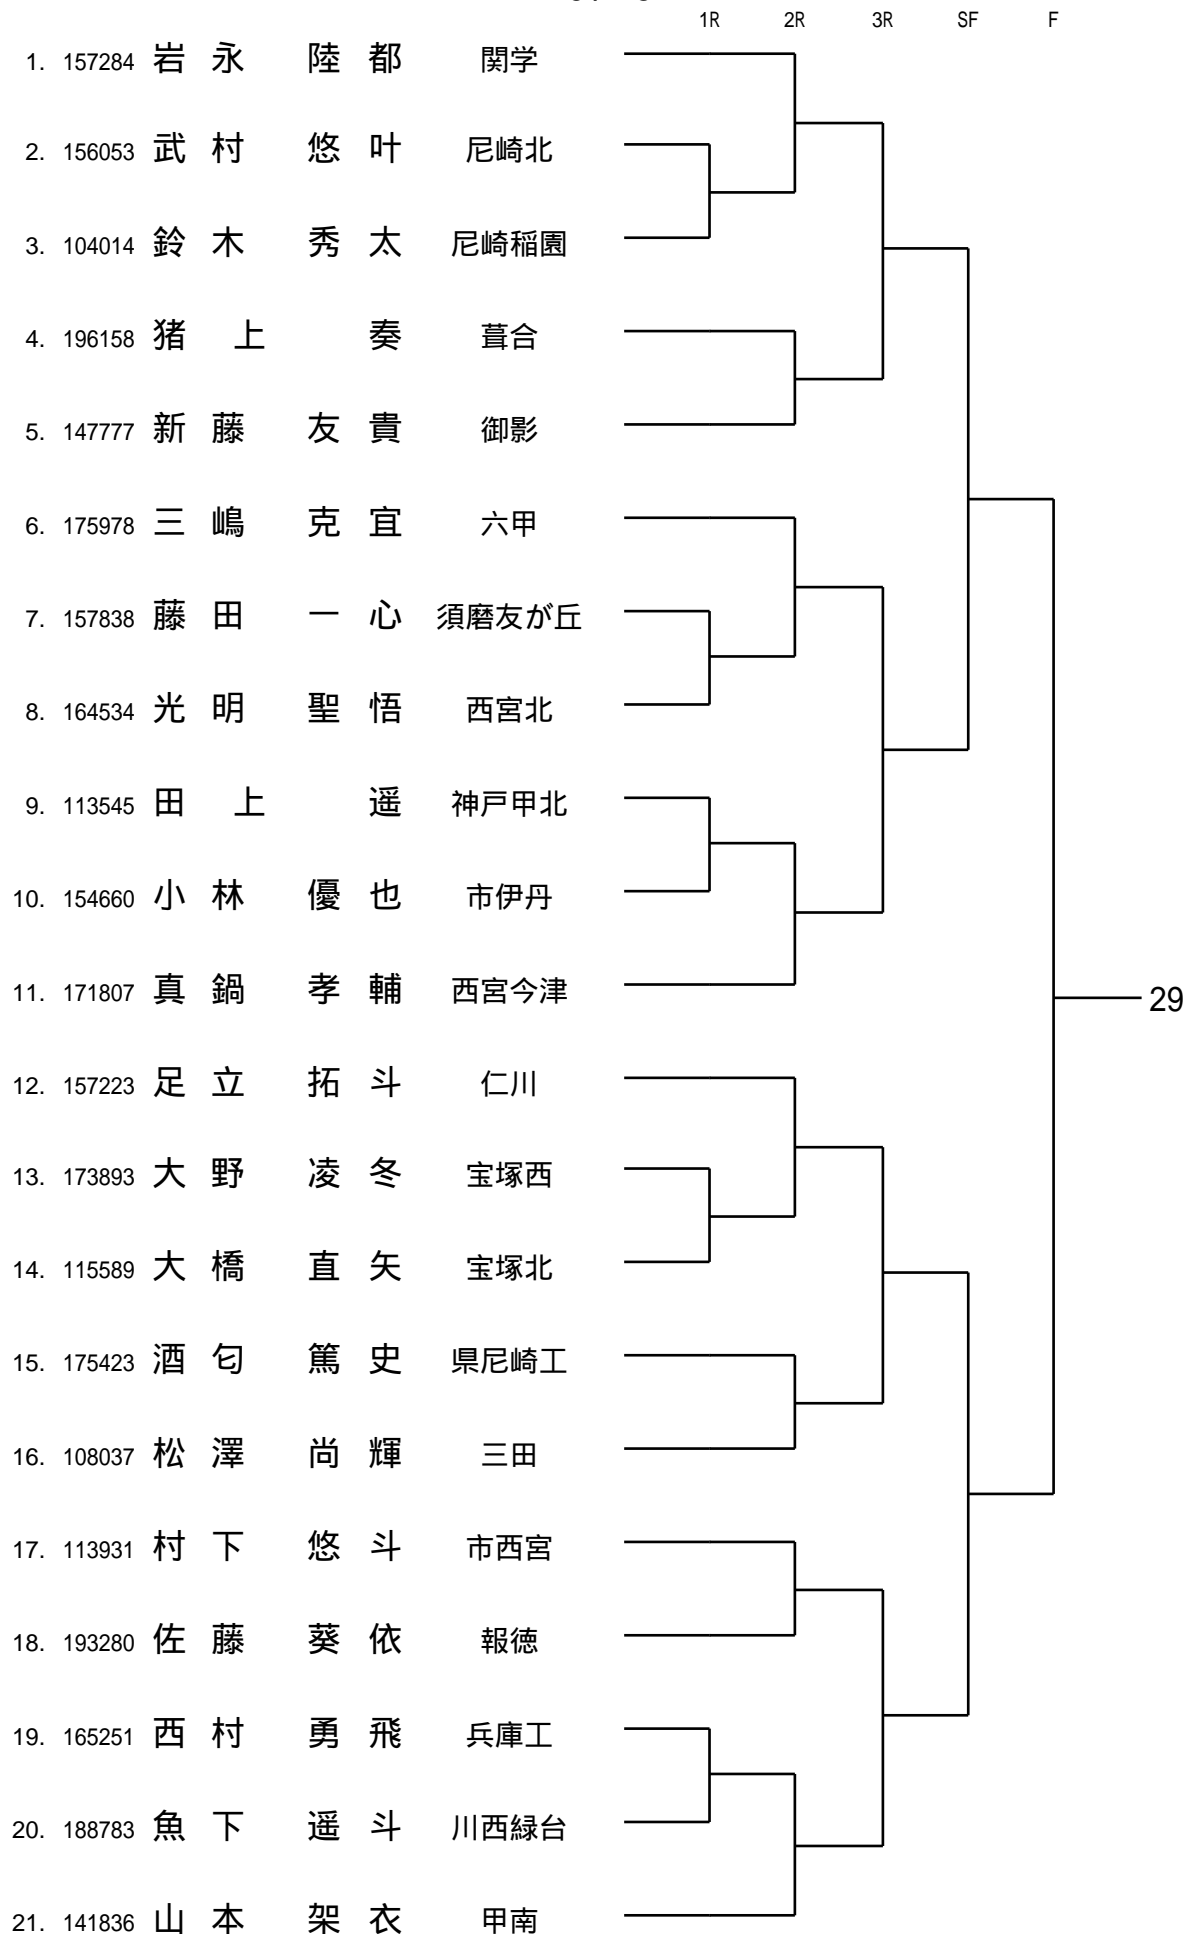 1R 2R 3R SF F
1. 157284 岩永 陸都 関学
2. 156053 武村 悠叶 尼崎北
3. 104014 鈴木 秀太 尼崎稲園
4. 196158 猪上 奏 葺合
5. 147777 新藤 友貴 御影
6. 175978 三嶋 克宜 六甲
7. 157838 藤田 一心 須磨友が丘
8. 164534 光明 聖悟 西宮北
9. 113545 田上 遥 神戸甲北
10. 154660 小林 優也 市伊丹
11. 171807 真鍋 孝輔 西宮今津
29
12. 157223 足立 拓斗 仁川
13. 173893 大野 凌冬 宝塚西
14. 115589 大橋 直矢 宝塚北
15. 175423 酒匂 篤史 県尼崎工
16. 108037 松澤 尚輝 三田
17. 113931 村下 悠斗 市西宮
18. 193280 佐藤 葵依 報徳
19. 165251 西村 勇飛 兵庫工
20. 188783 魚下 遥斗 川西緑台
21. 141836 山本 架衣 甲南